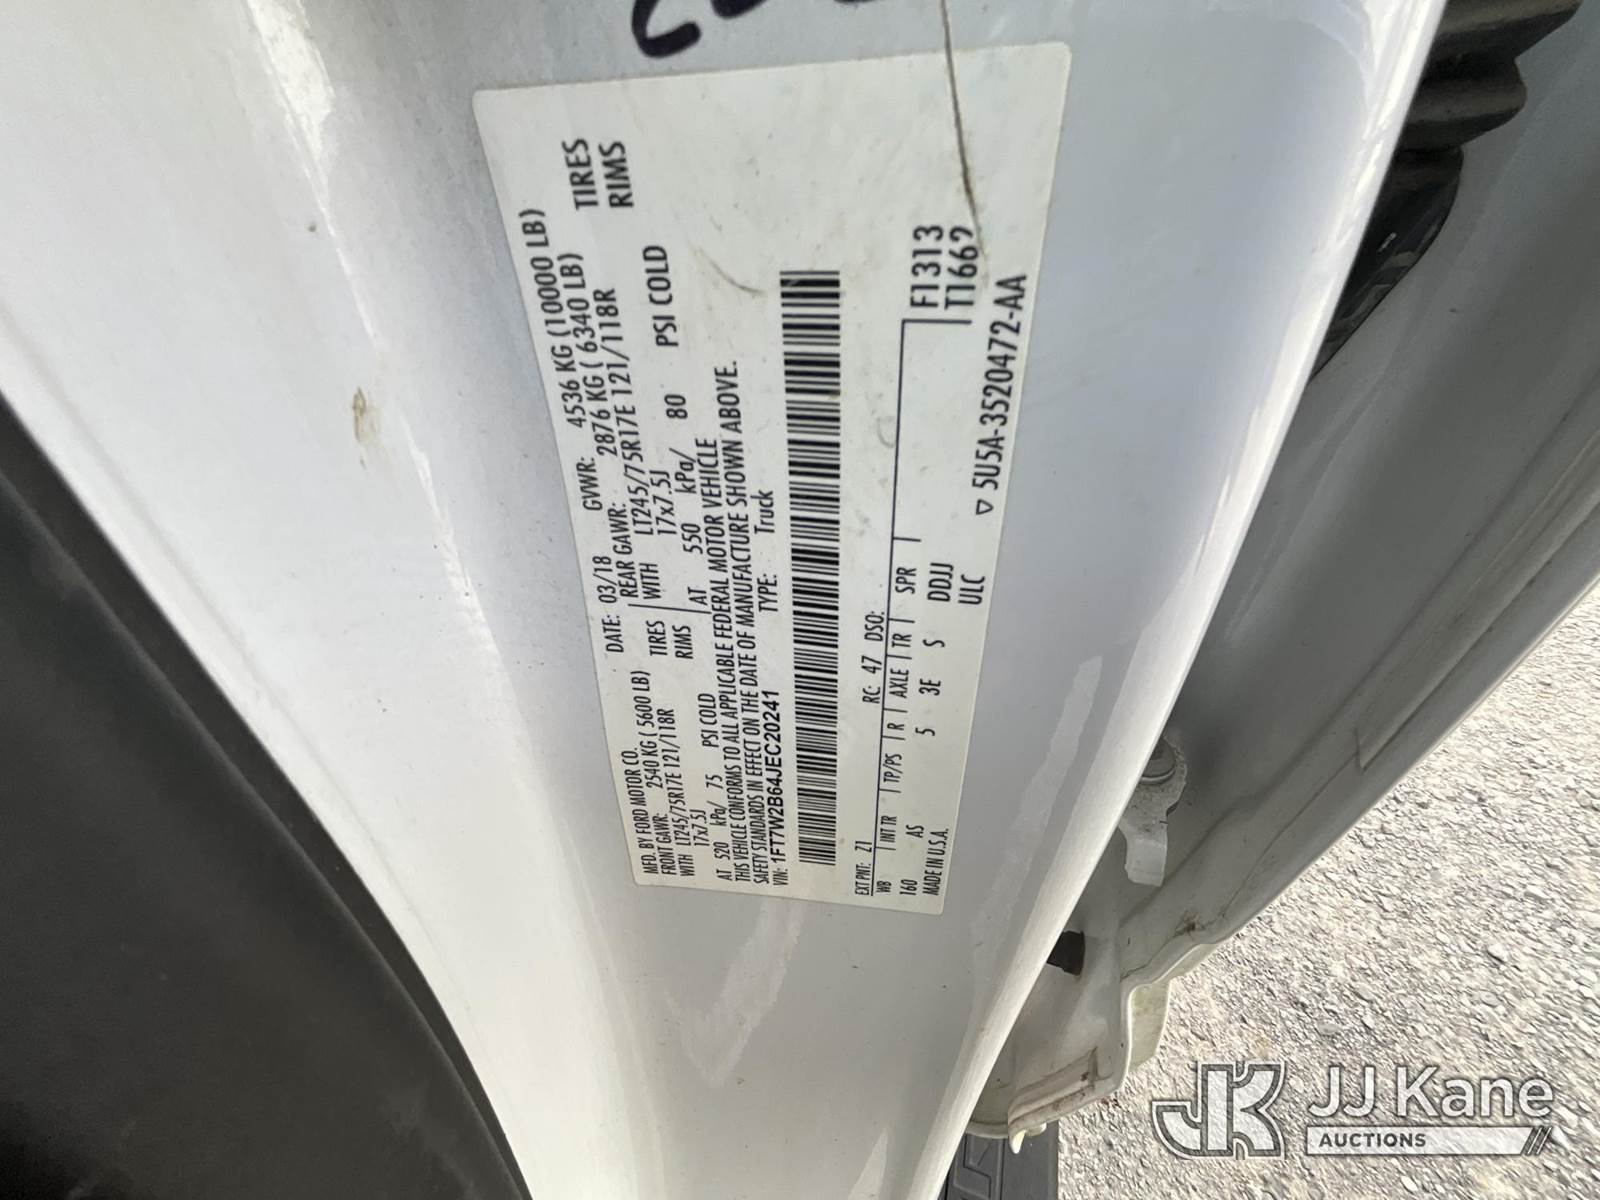 MFD. BY FORD MOTOR CO.
DATE: 03/18 GVWR: 4536 KG (10000 LB)
FRONT GAWR: 2540 KG ( 5600 LB) REAR GAWR: 2876 KG ( 6340 LB)
WITH LT245/75R17E 121/118R TIRES WITH LT245/75R17E 121/118R TIRES
17x7.5J RIMS 17x7.5J RIMS
AT 520 kPa/ 75 PSI COLD AT 550 kPa/ 80 PSI COLD
THIS VEHICLE CONFORMS TO ALL APPLICABLE FEDERAL MOTOR VEHICLE
SAFETY STANDARDS IN EFFECT ON THE DATE OF MANUFACTURE SHOWN ABOVE.
VIN: 1FT7W2B64JEC20241 TYPE: Truck
EXT PNT: Z1 RC: 47 DSO:
WB INT TR TP/PS R AXLE TR SPR F1313
160 AS 5 3E S DDJJ
MADE IN U.S.A. ULC
▽ 5U5A-3520472-AA
JJ Kane
AUCTIONS